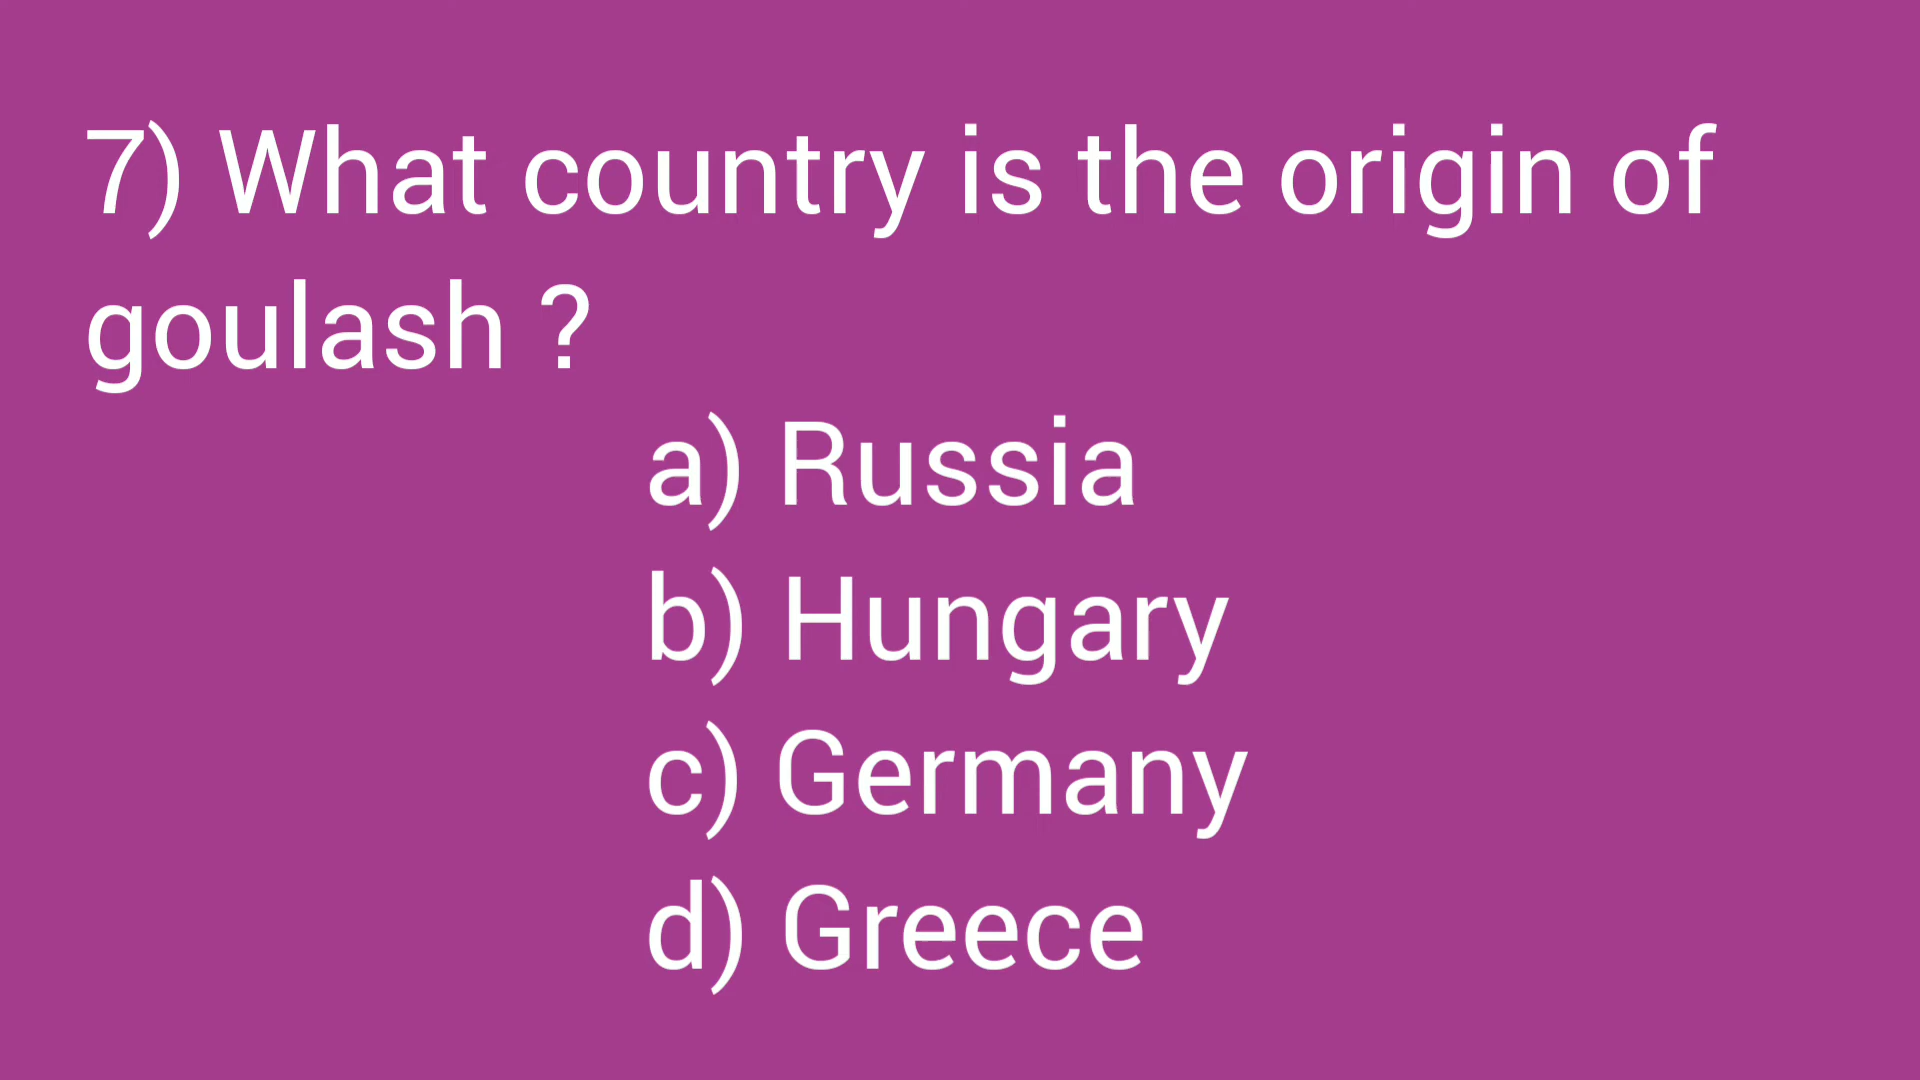 7) What country is the origin of
goulash ?
a) Russia
b) Hungary
c) Germany
d) Greece